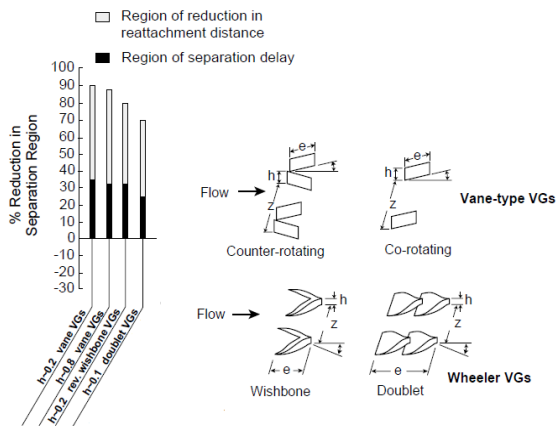 Region of reduction in
reattachment distance
Region of separation delay
% Reduction in
Separation Region
100
90
80
70
60
50
40
30
20
10
0
-10
-20
-30
h~0.2 vane VGs
h~0.8 vane VGs
h~0.2 rev. wishbone VGs
h~0.1 doublet VGs
Flow
e
h
z
Counter-rotating
e
h
z
Co-rotating
Vane-type VGs
Flow
h
z
e
Wishbone
h
z
e
Doublet
Wheeler VGs